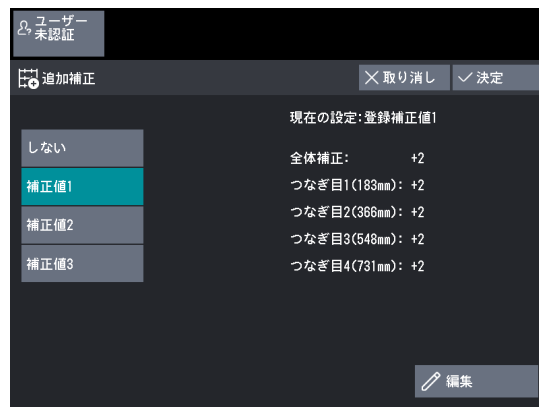 ユーザー
未認証
追加補正
取り消し
決定
現在の設定:登録補正値1
しない
補正値1
補正値2
補正値3
全体補正: +2
つなぎ目1(183mm): +2
つなぎ目2(366mm): +2
つなぎ目3(548mm): +2
つなぎ目4(731mm): +2
編集